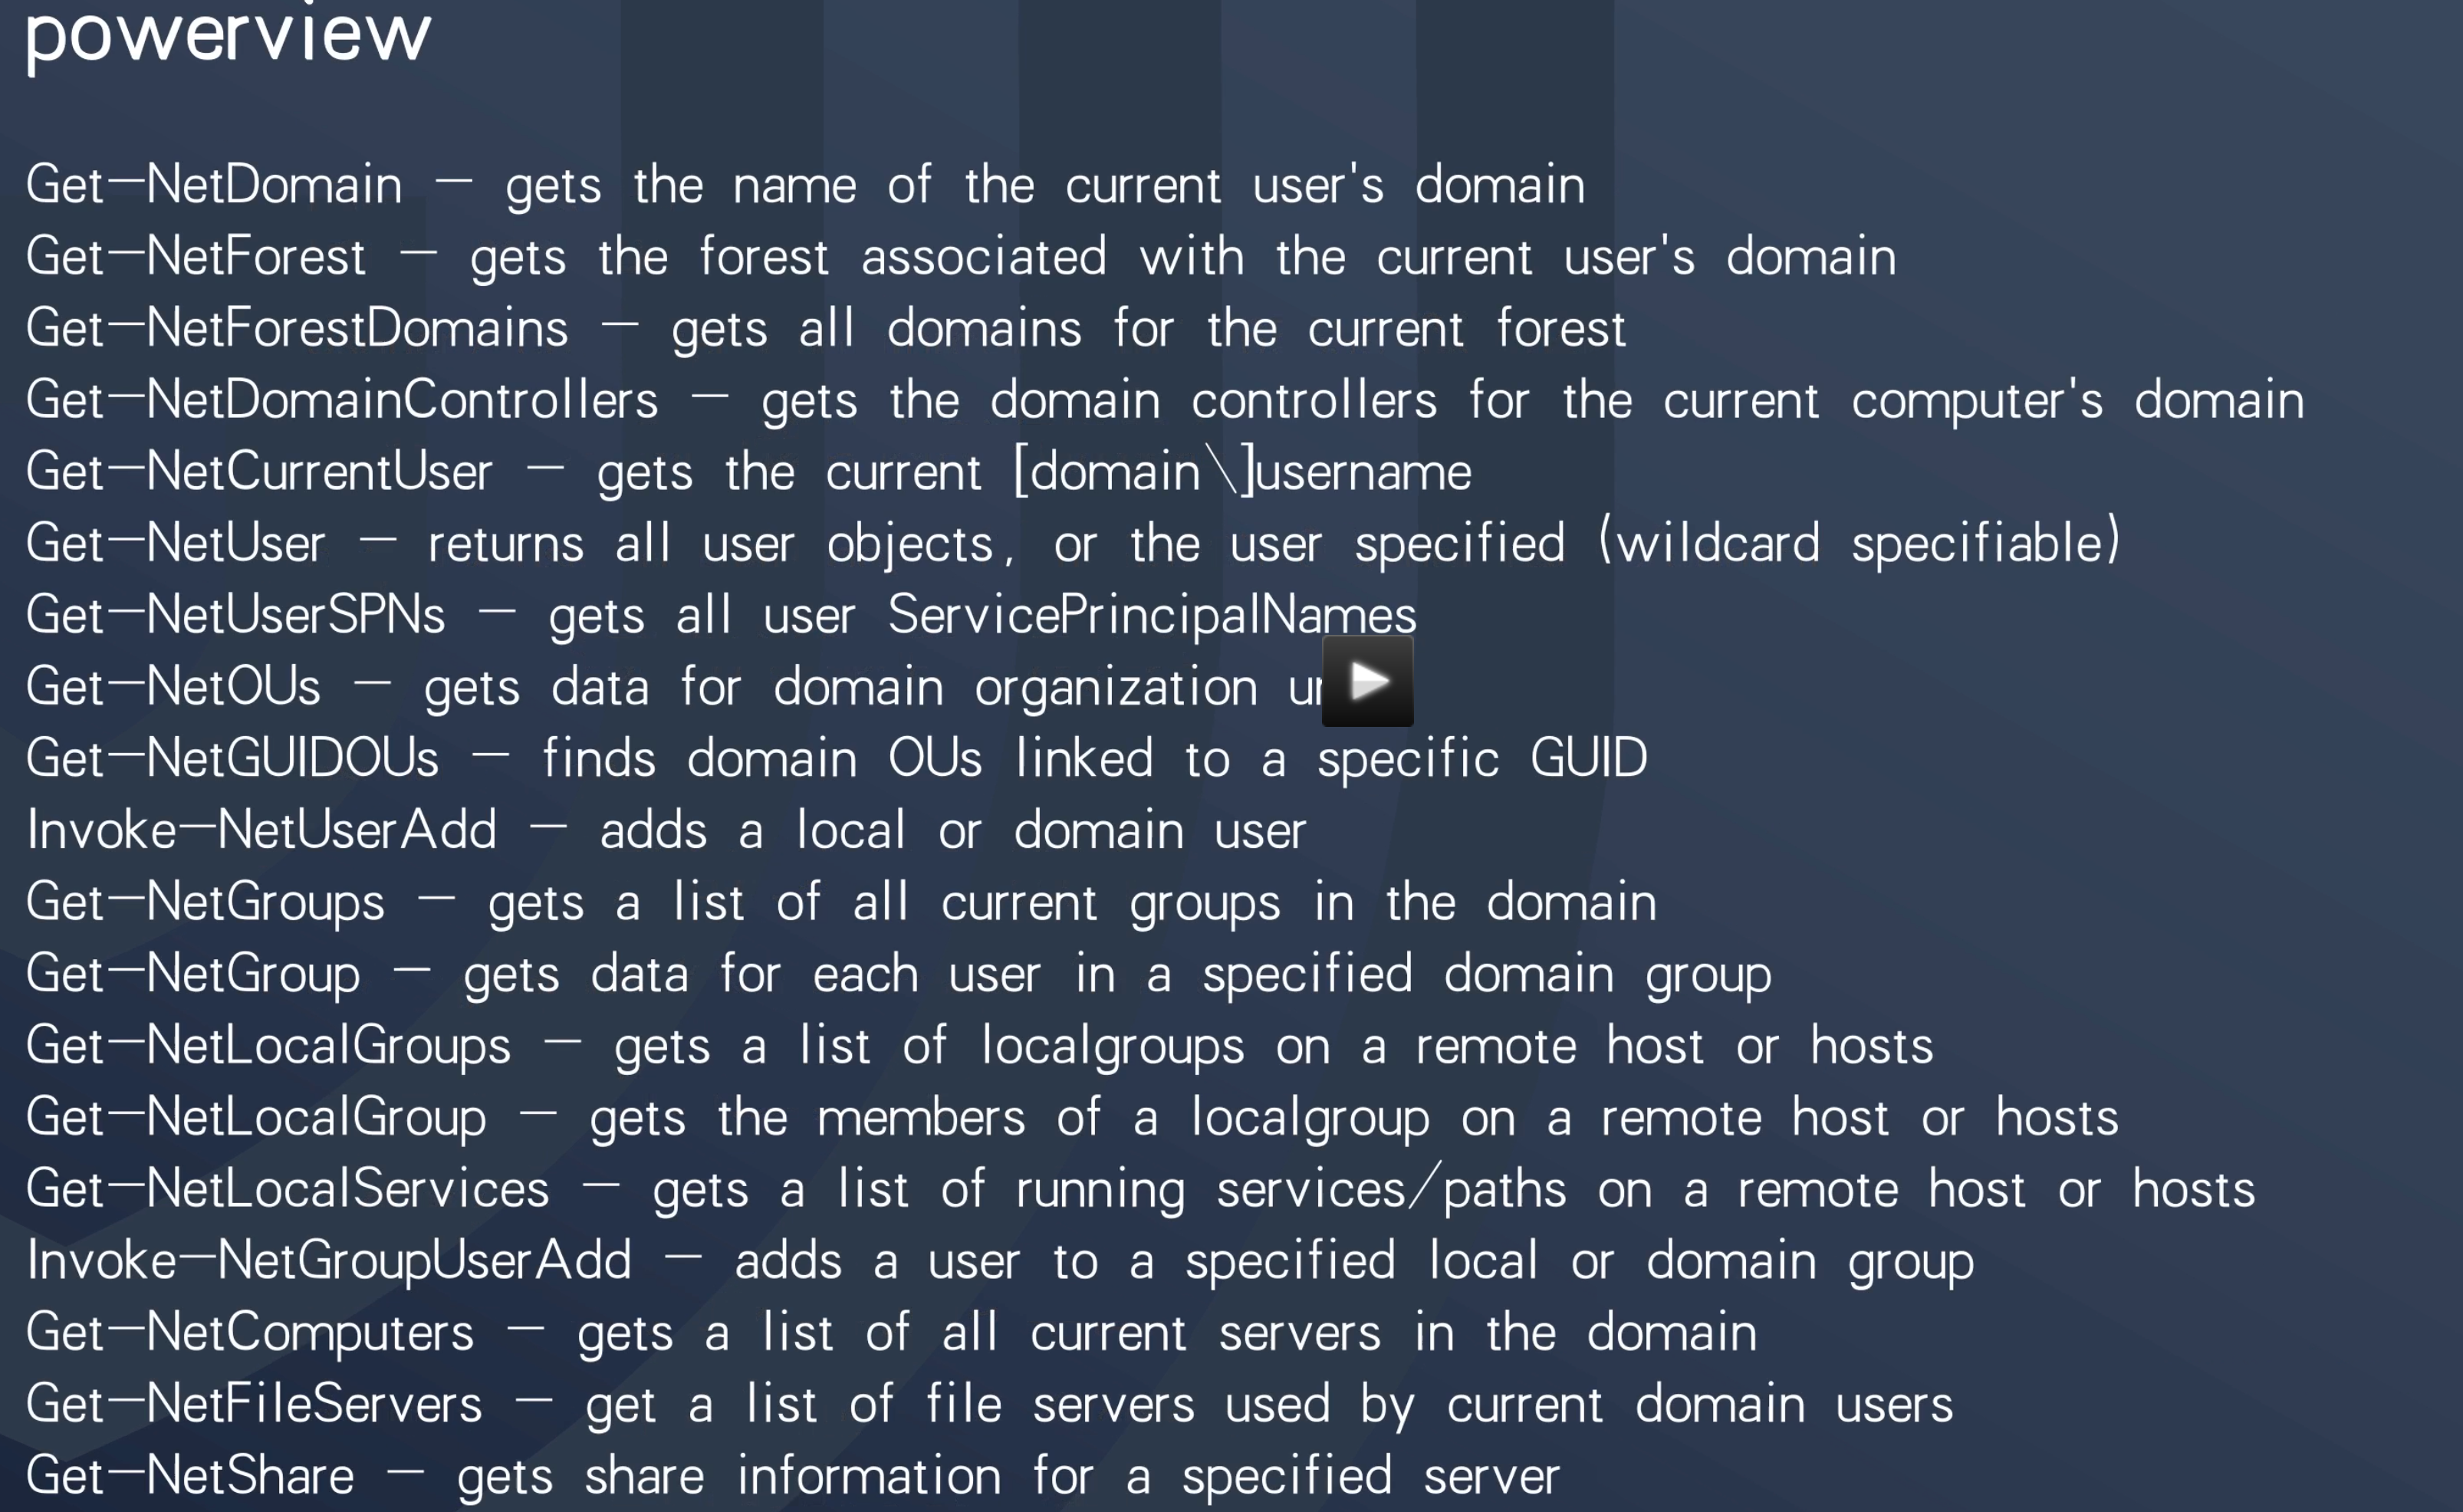 powerview
Get-NetDomain - gets the name of the current user's domain
Get-NetForest - gets the forest associated with the current user's domain
Get-NetForestDomains - gets all domains for the current forest
Get-NetDomainControllers - gets the domain controllers for the current computer's domain
Get-NetCurrentUser - gets the current [domain\]username
Get-NetUser - returns all user objects, or the user specified (wildcard specifiable)
Get-NetUserSPNs - gets all user ServicePrincipalNames
Get-NetOUs - gets data for domain organization
Get-NetGUIDOUs - finds domain OUs linked to a specific GUID
Invoke-NetUserAdd - adds a local or domain user
Get-NetGroups - gets a list of all current groups in the domain
Get-NetGroup - gets data for each user in a specified domain group
Get-NetLocalGroups - gets a list of localgroups on a remote host or hosts
Get-NetLocalGroup - gets the members of a localgroup on a remote host or hosts
Get-NetLocalServices - gets a list of running services/paths on a remote host or hosts
Invoke-NetGroupUserAdd - adds a user to a specified local or domain group
Get-NetComputers - gets a list of all current servers in the domain
Get-NetFileServers - get a list of file servers used by current domain users
Get-NetShare - gets share information for a specified server